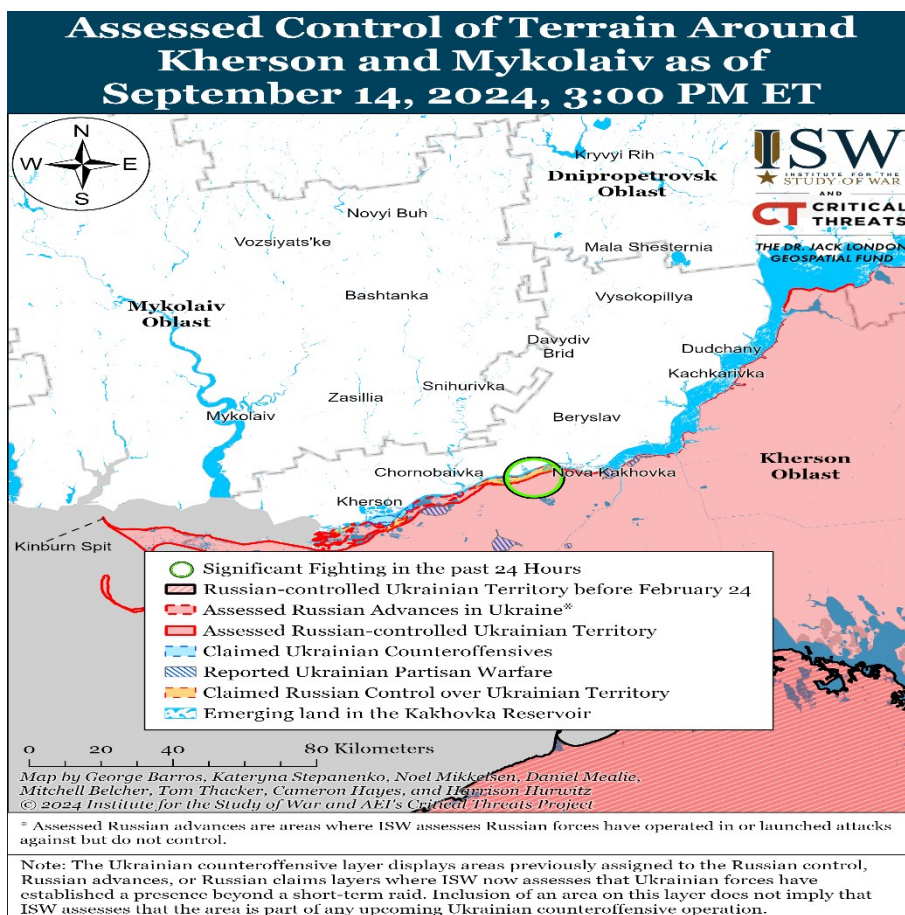 Assessed Control of Terrain Around
Kherson and Mykolaiv as of
September 14, 2024, 3:00 PM ET
N
W E
S
ISW
INSTITUTE FOR THE
STUDY OF WAR
AND
CT CRITICAL
THREATS
THE DR. JACK LONDON
GEOSPATIAL FUND
Kryvyi Rih
Dnipropetrovsk
Oblast
Novyi Buh
Vozsiyats'ke
Mala Shesternia
Bashtanka
Vysokopillya
Mykolaiv
Oblast
Davydiv
Brid
Dudchany
Kachkarivka
Snihurivka
Zasillia
Mykolaiv
Beryslav
Kherson
Oblast
Chornobaivka
Nova Kakhovka
Kherson
Kinburn Spit
Significant Fighting in the past 24 Hours
Russian-controlled Ukrainian Territory before February 24
Assessed Russian Advances in Ukraine*
Assessed Russian-controlled Ukrainian Territory
Claimed Ukrainian Counteroffensives
Reported Ukrainian Partisan Warfare
Claimed Russian Control over Ukrainian Territory
Emerging land in the Kakhovka Reservoir
0 20 40 80 Kilometers
Map by George Barros, Kateryna Stepanenko, Noel Mikkelsen, Daniel Mealie,
Mitchell Belcher, Tom Thacker, Cameron Hayes, and Harrison Hurwitz
© 2024 Institute for the Study of War and AEI's Critical Threats Project
* Assessed Russian advances are areas where ISW assesses Russian forces have operated in or launched attacks
against but do not control.
Note: The Ukrainian counteroffensive layer displays areas previously assigned to the Russian control,
Russian advances, or Russian claims layers where ISW now assesses that Ukrainian forces have
established a presence beyond a short-term raid. Inclusion of an area on this layer does not imply that
ISW assesses that the area is part of any upcoming Ukrainian counteroffensive operation.